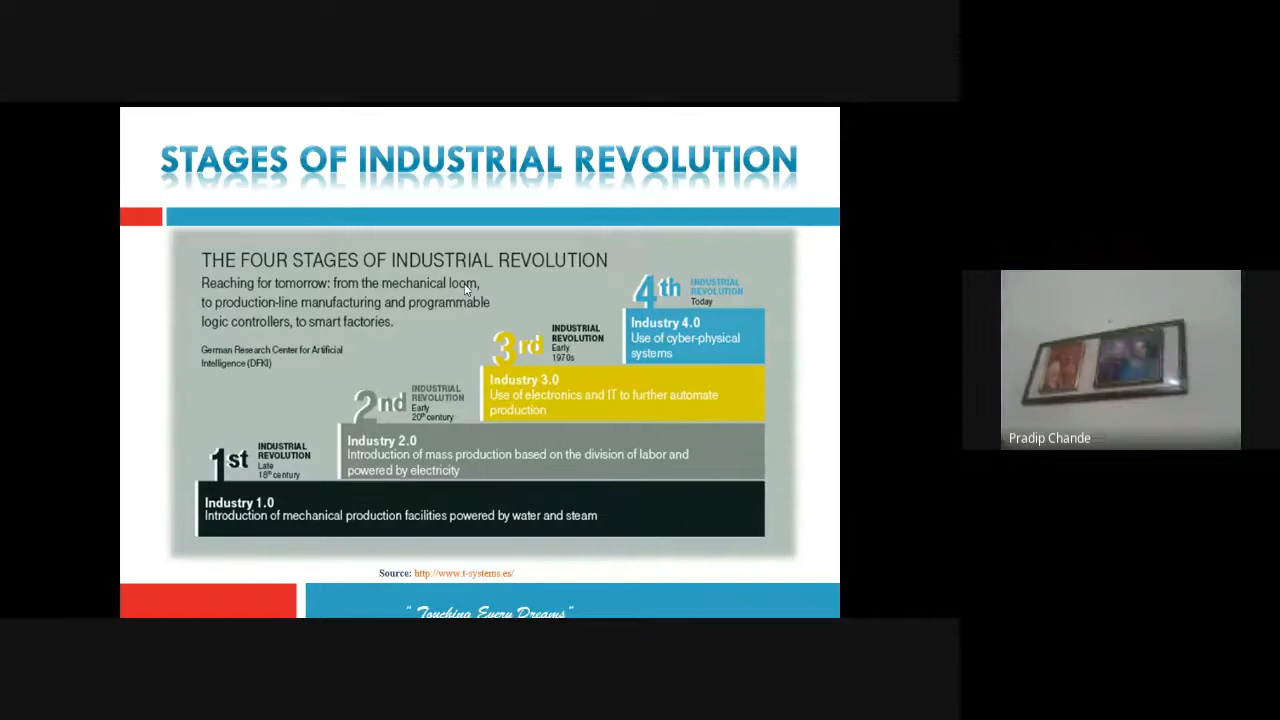 STAGES OF INDUSTRIAL REVOLUTION
THE FOUR STAGES OF INDUSTRIAL REVOLUTION
Reaching for tomorrow: from the mechanical loom,
to production-line manufacturing and programmable
logic controllers, to smart factories.
German Research Center for Artificial
Intelligence (DFKI)
4th
INDUSTRIAL
REVOLUTION
Today
Industry 4.0
Use of cyber-physical
systems
3rd
INDUSTRIAL
REVOLUTION
Early
1970s
Industry 3.0
Use of electronics and IT to further automate
production
2nd
INDUSTRIAL
REVOLUTION
Early
20th century
Industry 2.0
Introduction of mass production based on the division of labor and
powered by electricity
1st
INDUSTRIAL
REVOLUTION
Late
18th century
Industry 1.0
Introduction of mechanical production facilities powered by water and steam
Source: http://www.t-systems.es/
" Touching Every Dreams"
Pradip Chande